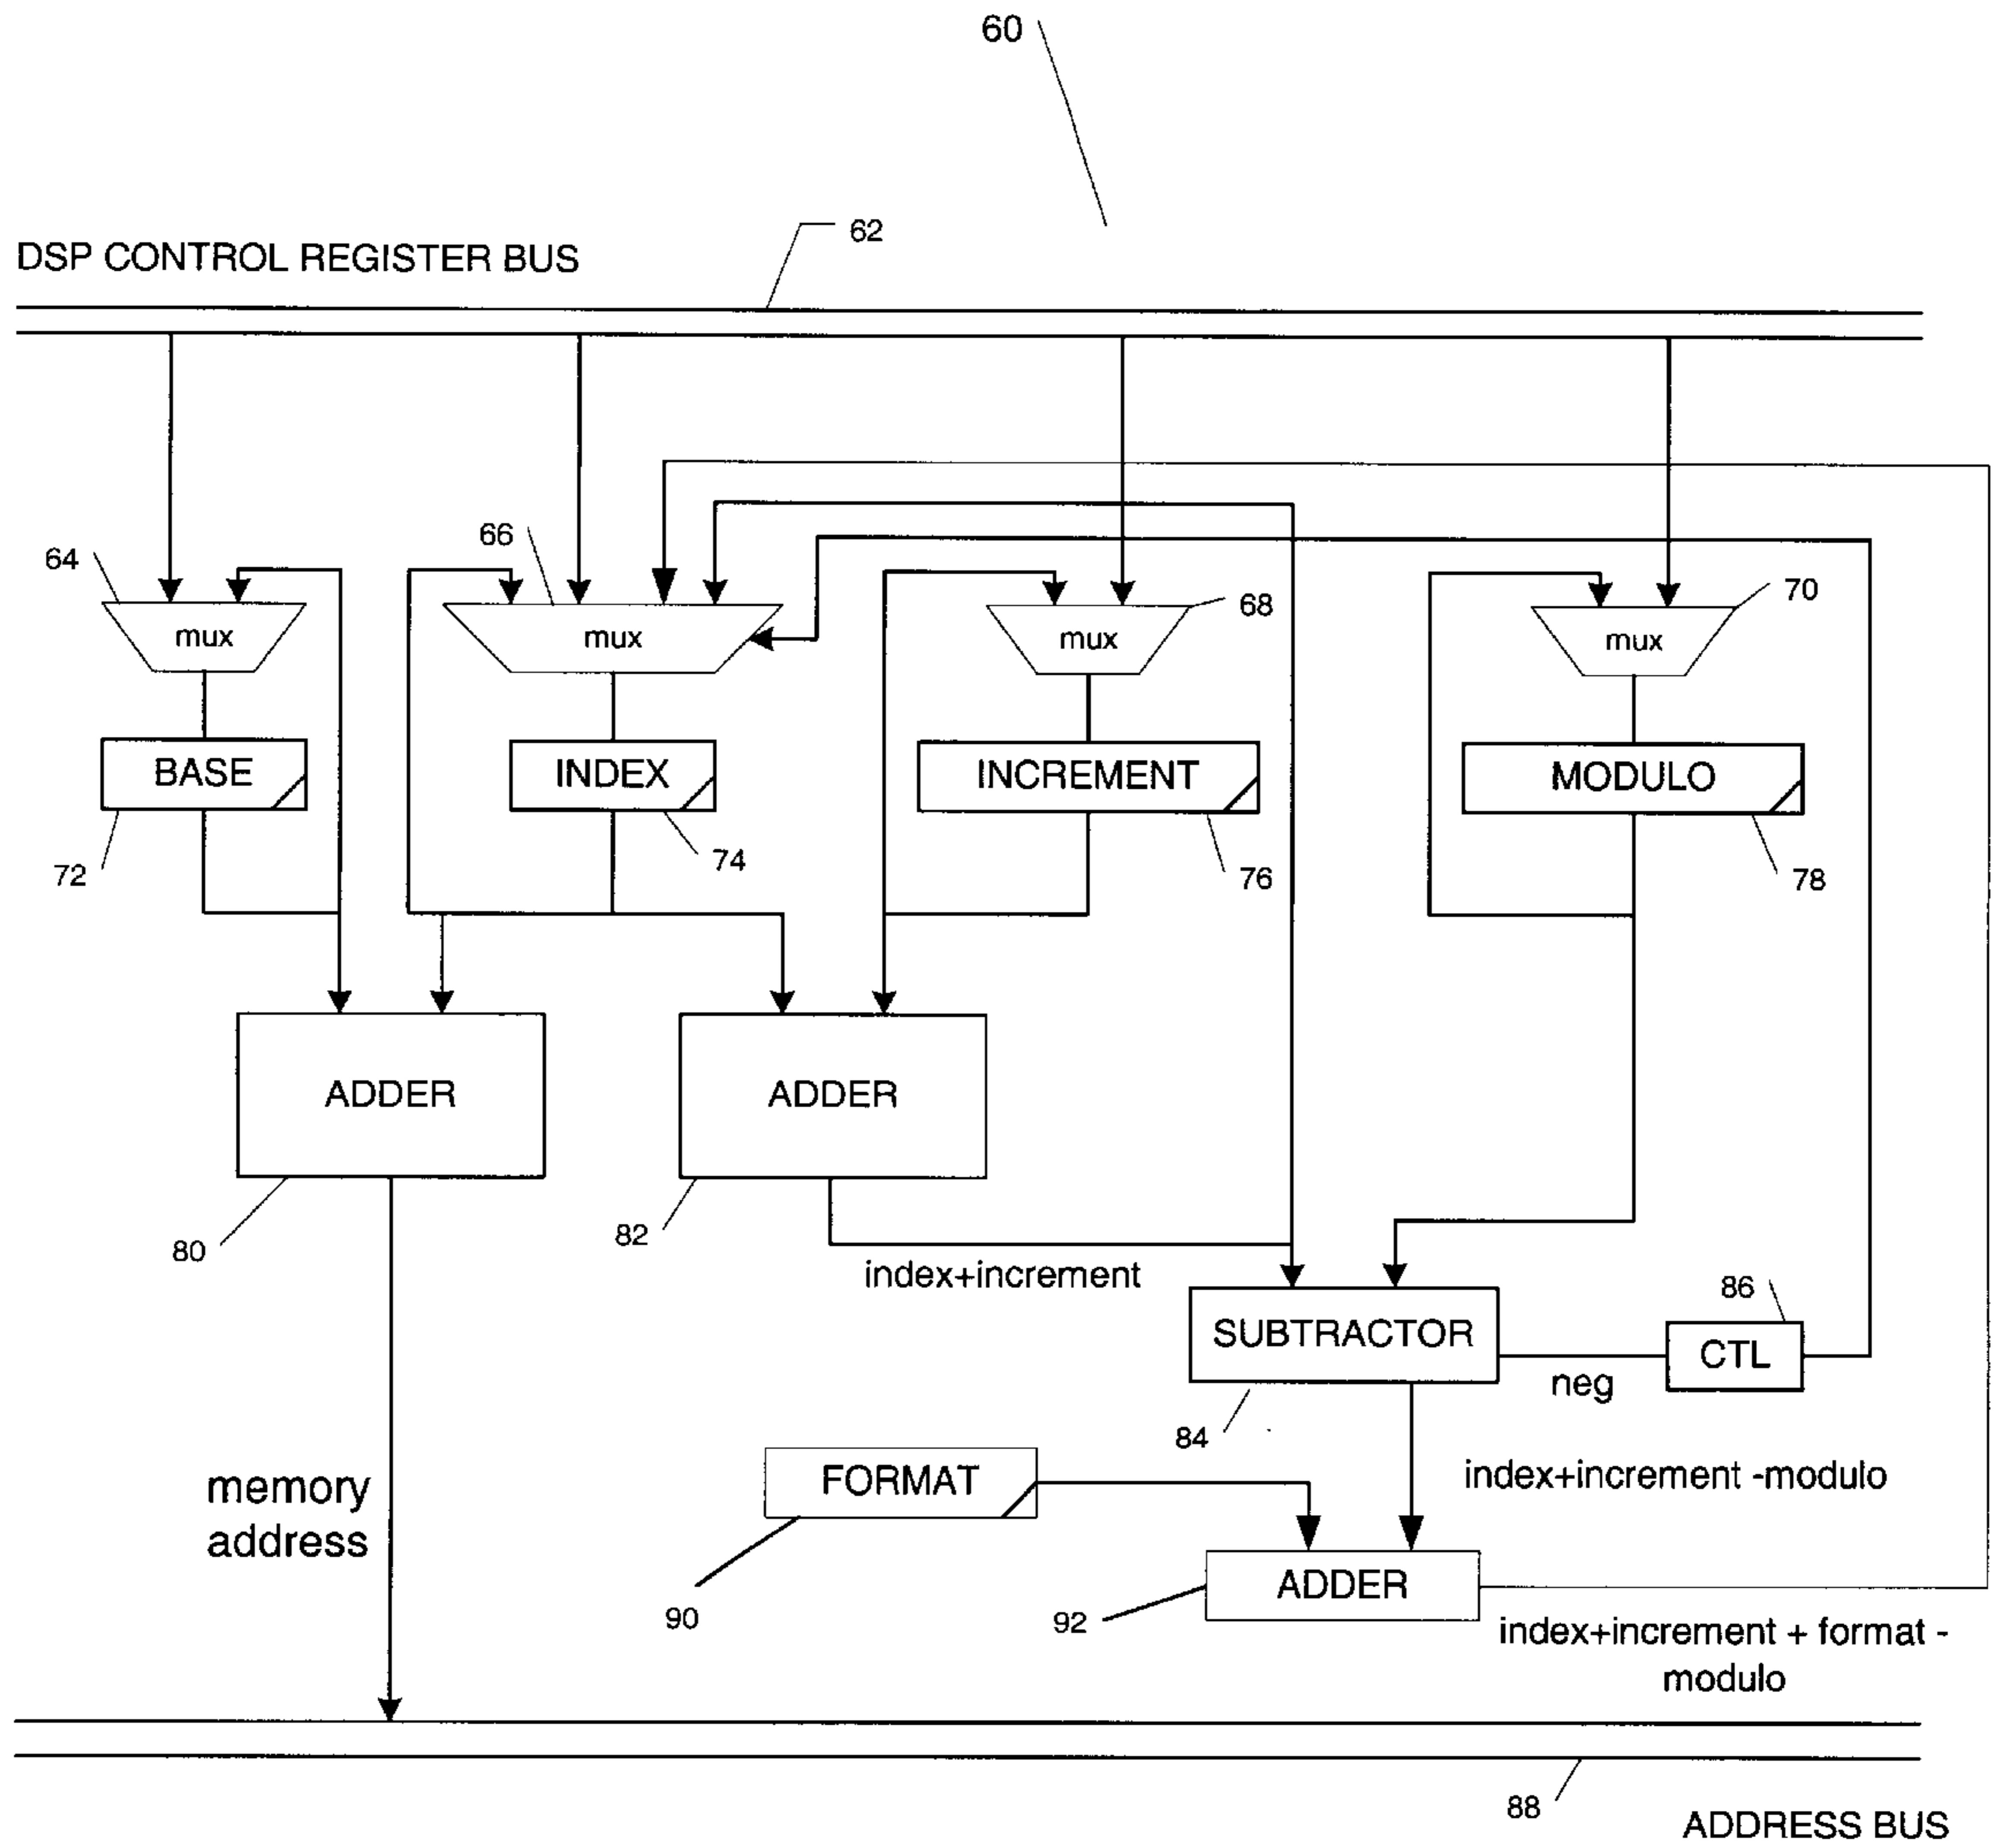 60
62
DSP CONTROL REGISTER BUS
66
64
68
70
mux
mux
mux
mux
BASE
INDEX
INCREMENT
MODULO
72
74
76
78
ADDER
ADDER
80
82
index+increment
86
SUBTRACTOR
CTL
neg
84
FORMAT
index+increment -modulo
memory
address
ADDER
90
92
index+increment + format -
modulo
88
ADDRESS BUS